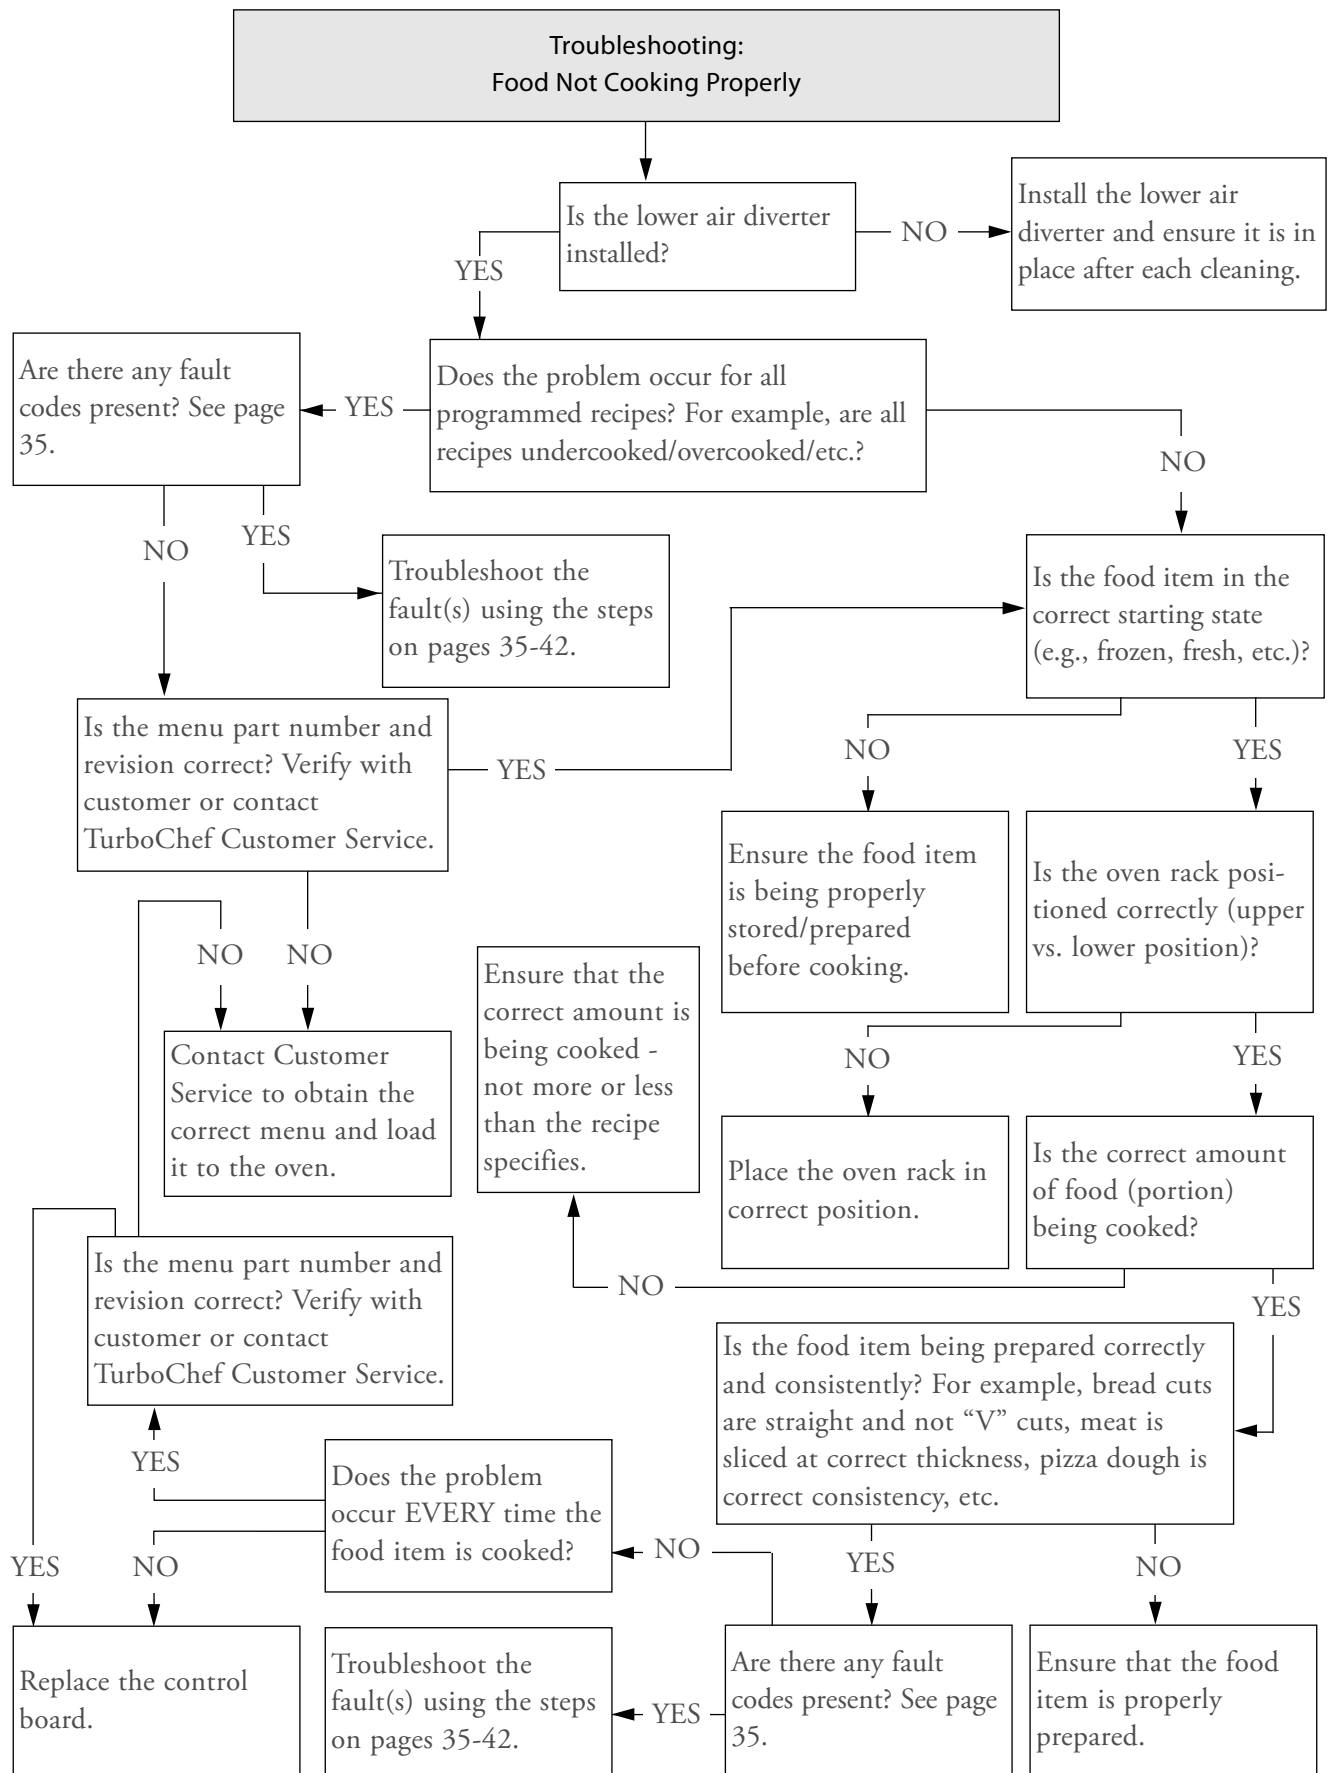 Troubleshooting:
Food Not Cooking Properly
Is the lower air diverter
installed?
NO
Install the lower air
diverter and ensure it is in
place after each cleaning.
YES
Are there any fault
codes present? See page
35.
YES
Does the problem occur for all
programmed recipes? For example, are all
recipes undercooked/overcooked/etc.?
NO
NO
YES
Troubleshoot the
fault(s) using the steps
on pages 35-42.
Is the food item in the
correct starting state
(e.g., frozen, fresh, etc.)?
Is the menu part number and
revision correct? Verify with
customer or contact
TurboChef Customer Service.
YES
NO
YES
Ensure the food item
is being properly
stored/prepared
before cooking.
Is the oven rack posi-
tioned correctly (upper
vs. lower position)?
NO
NO
Ensure that the
correct amount is
being cooked -
not more or less
than the recipe
specifies.
Contact Customer
Service to obtain the
correct menu and load
it to the oven.
NO
YES
Place the oven rack in
correct position.
Is the correct amount
of food (portion)
being cooked?
Is the menu part number and
revision correct? Verify with
customer or contact
TurboChef Customer Service.
NO
YES
Is the food item being prepared correctly
and consistently? For example, bread cuts
are straight and not “V” cuts, meat is
sliced at correct thickness, pizza dough is
correct consistency, etc.
YES
Does the problem
occur EVERY time the
food item is cooked?
NO
YES
NO
YES
NO
Replace the control
board.
Troubleshoot the
fault(s) using the steps
on pages 35-42.
YES
Are there any fault
codes present? See page
35.
Ensure that the food
item is properly
prepared.